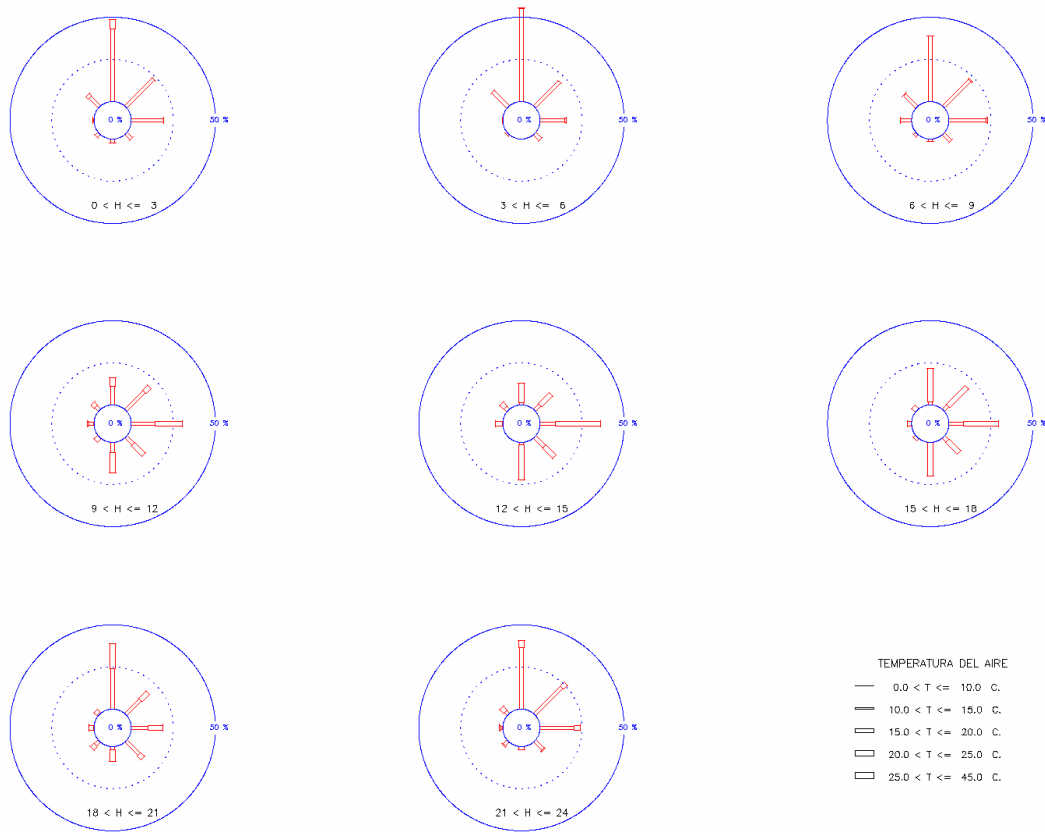 0 % 50 %
0 < H <= 3
0 % 50 %
3 < H <= 6
0 % 50 %
6 < H <= 9
0 % 50 %
9 < H <= 12
0 % 50 %
12 < H <= 15
0 % 50 %
15 < H <= 18
0 % 50 %
18 < H <= 21
0 % 50 %
21 < H <= 24
TEMPERATURA DEL AIRE
0.0 < T <= 10.0 C.
10.0 < T <= 15.0 C.
15.0 < T <= 20.0 C.
20.0 < T <= 25.0 C.
25.0 < T <= 45.0 C.